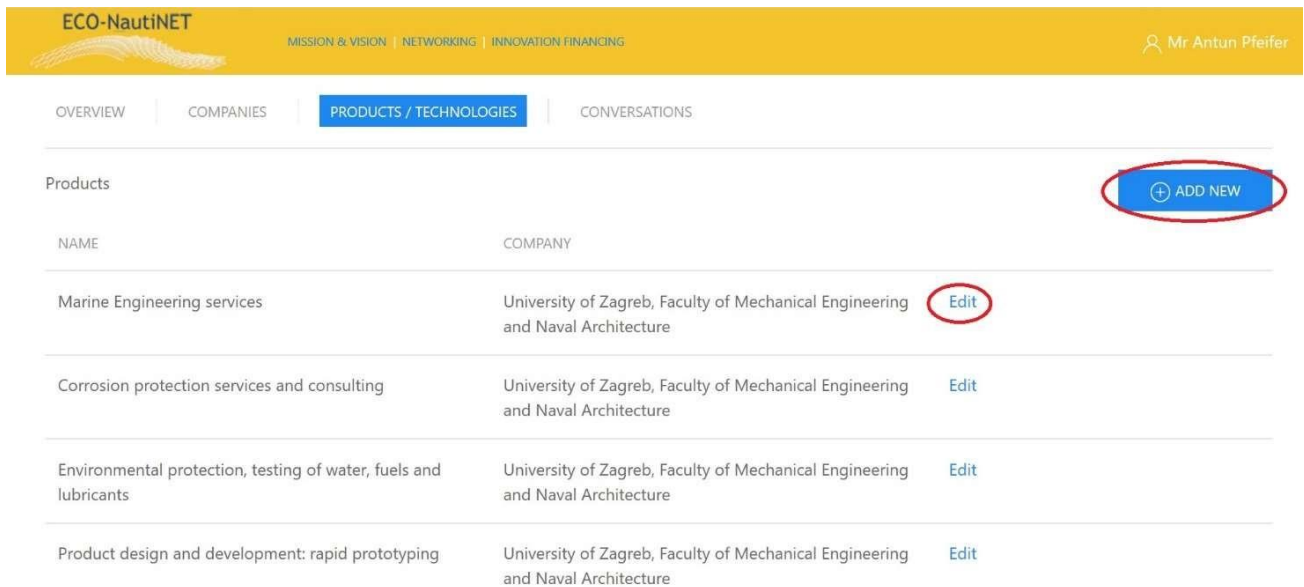 ECO-NautiNET
MISSION & VISION | NETWORKING | INNOVATION FINANCING
Mr Antun Pfeifer
OVERVIEW
COMPANIES
PRODUCTS / TECHNOLOGIES
CONVERSATIONS
Products
ADD NEW
NAME
COMPANY
Marine Engineering services
University of Zagreb, Faculty of Mechanical Engineering
and Naval Architecture
Edit
Corrosion protection services and consulting
University of Zagreb, Faculty of Mechanical Engineering
and Naval Architecture
Edit
Environmental protection, testing of water, fuels and
lubricants
University of Zagreb, Faculty of Mechanical Engineering
and Naval Architecture
Edit
Product design and development: rapid prototyping
University of Zagreb, Faculty of Mechanical Engineering
and Naval Architecture
Edit